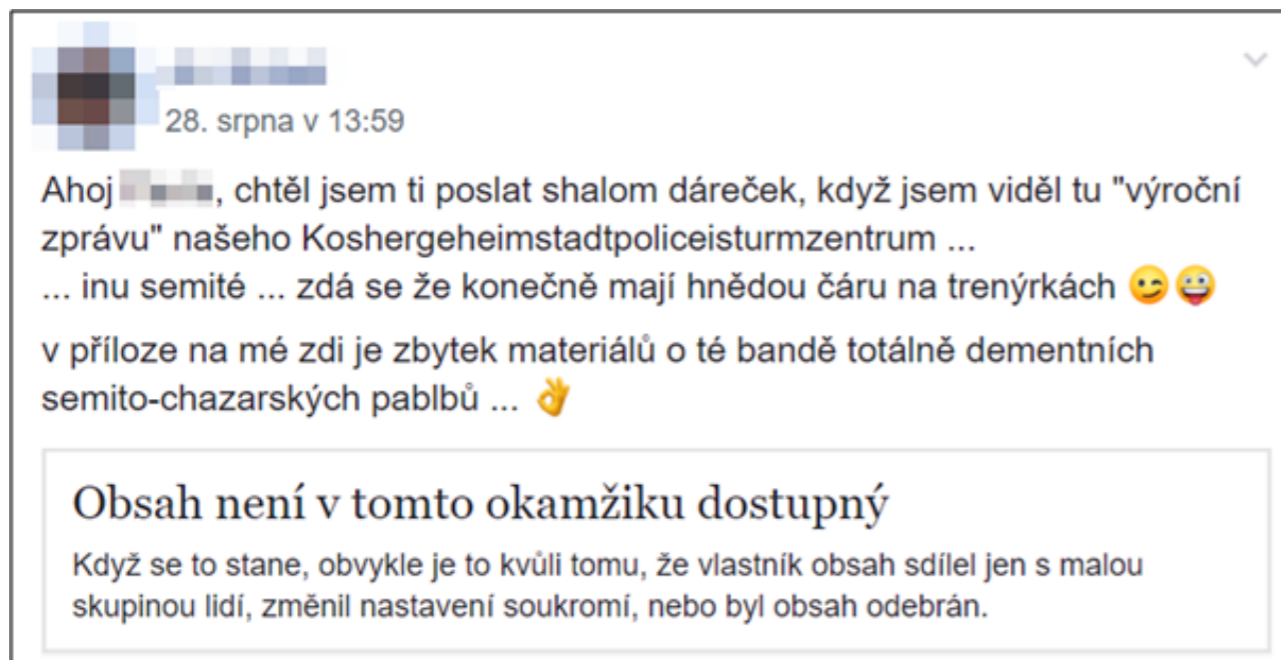 28. srpna v 13:59
Ahoj , chtěl jsem ti poslat shalom dáreček, když jsem viděl tu "výroční
zprávu" našeho Koshergeheimstadtpoliceisturmzentrum ...
... inu semité ... zdá se že konečně mají hnědou čáru na trenýrkách 😉😜
v příloze na mé zdi je zbytek materiálů o té bandě totálně dementních
semito-chazarských pablbů ... 👌
Obsah není v tomto okamžiku dostupný
Když se to stane, obvykle je to kvůli tomu, že vlastník obsah sdílel jen s malou
skupinou lidí, změnil nastavení soukromí, nebo byl obsah odebrán.